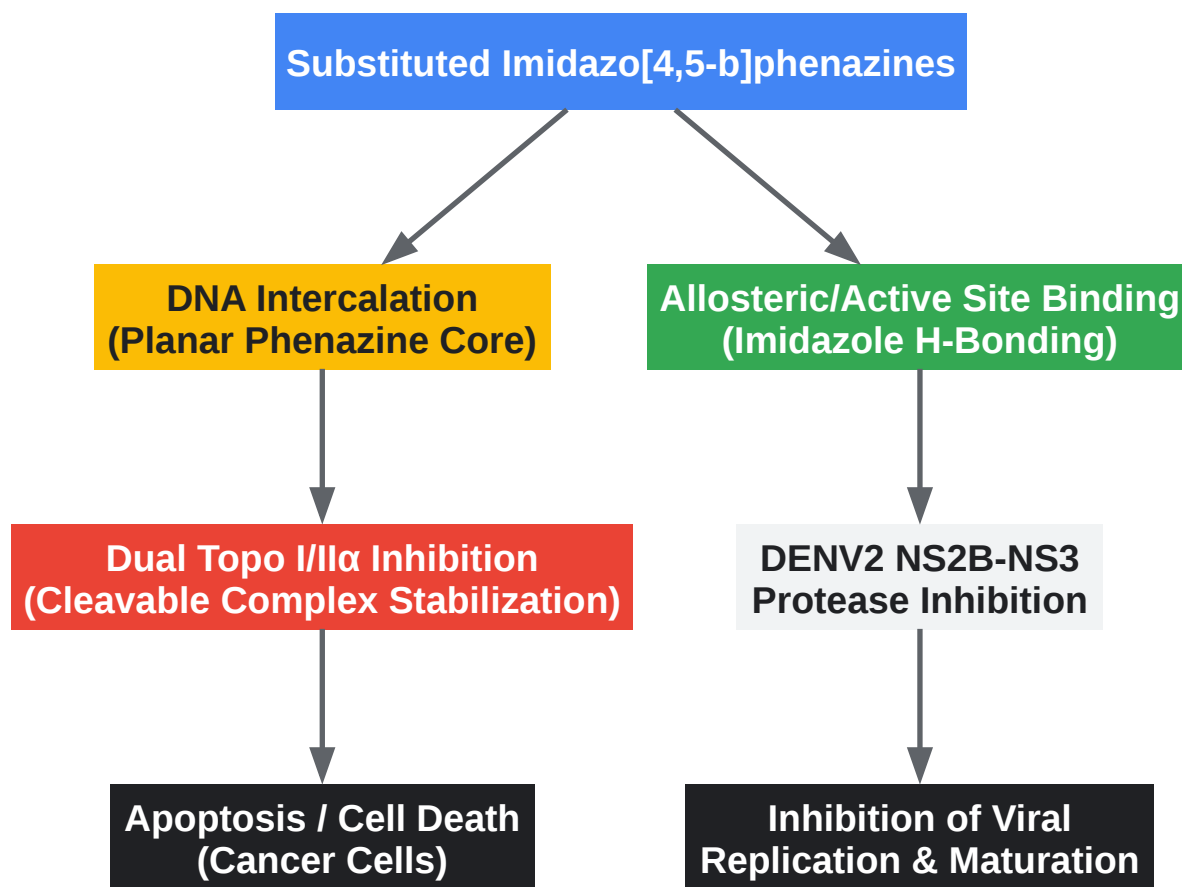 Substituted Imidazo[4,5-b]phenazines
DNA Intercalation
(Planar Phenazine Core)
Allosteric/Active Site Binding
(Imidazole H-Bonding)
Dual Topo I/IIα Inhibition
(Cleavable Complex Stabilization)
DENV2 NS2B-NS3
Protease Inhibition
Apoptosis / Cell Death
(Cancer Cells)
Inhibition of Viral
Replication & Maturation